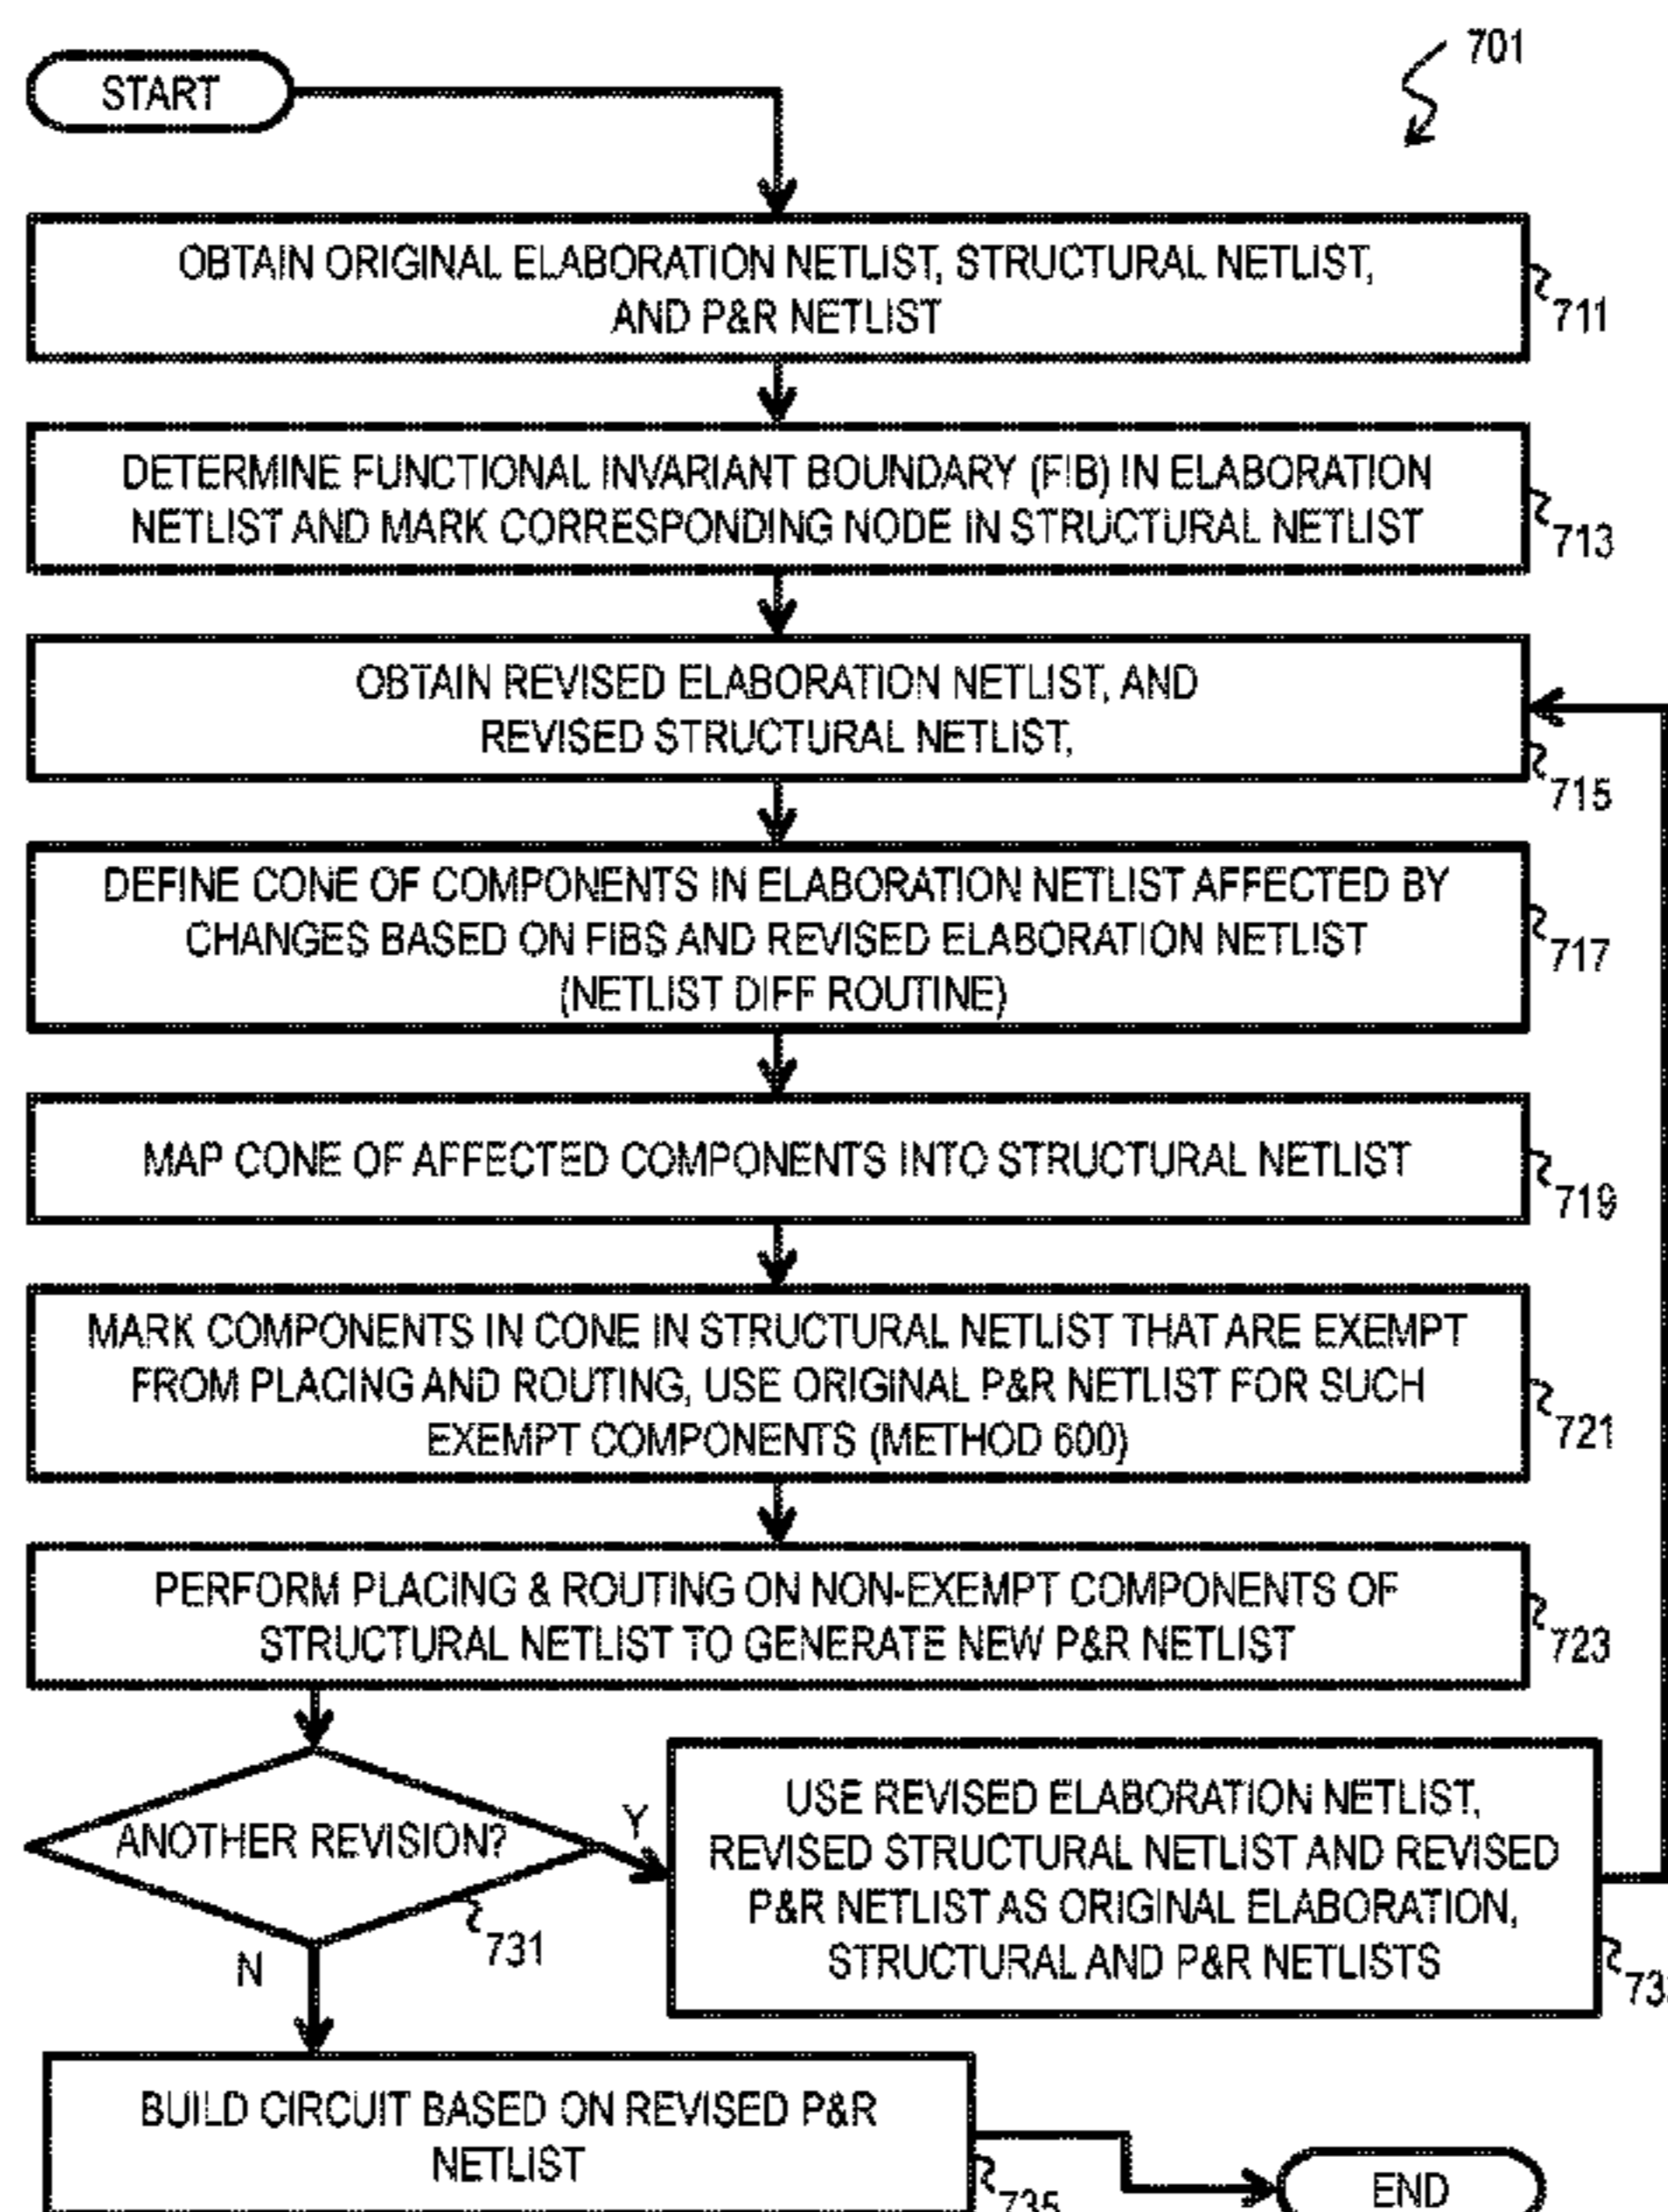 701
START
OBTAIN ORIGINAL ELABORATION NETLIST, STRUCTURAL NETLIST,
AND P&R NETLIST
711
DETERMINE FUNCTIONAL INVARIANT BOUNDARY (FIB) IN ELABORATION
NETLIST AND MARK CORRESPONDING NODE IN STRUCTURAL NETLIST
713
OBTAIN REVISED ELABORATION NETLIST, AND
REVISED STRUCTURAL NETLIST,
715
DEFINE CONE OF COMPONENTS IN ELABORATION NETLIST AFFECTED BY
CHANGES BASED ON FIBS AND REVISED ELABORATION NETLIST
(NETLIST DIFF ROUTINE)
717
MAP CONE OF AFFECTED COMPONENTS INTO STRUCTURAL NETLIST
719
MARK COMPONENTS IN CONE IN STRUCTURAL NETLIST THAT ARE EXEMPT
FROM PLACING AND ROUTING, USE ORIGINAL P&R NETLIST FOR SUCH
EXEMPT COMPONENTS (METHOD 600)
721
PERFORM PLACING & ROUTING ON NON-EXEMPT COMPONENTS OF
STRUCTURAL NETLIST TO GENERATE NEW P&R NETLIST
723
ANOTHER REVISION?
731
Y
N
USE REVISED ELABORATION NETLIST,
REVISED STRUCTURAL NETLIST AND REVISED
P&R NETLIST AS ORIGINAL ELABORATION,
STRUCTURAL AND P&R NETLISTS
BUILD CIRCUIT BASED ON REVISED P&R
NETLIST
735
END